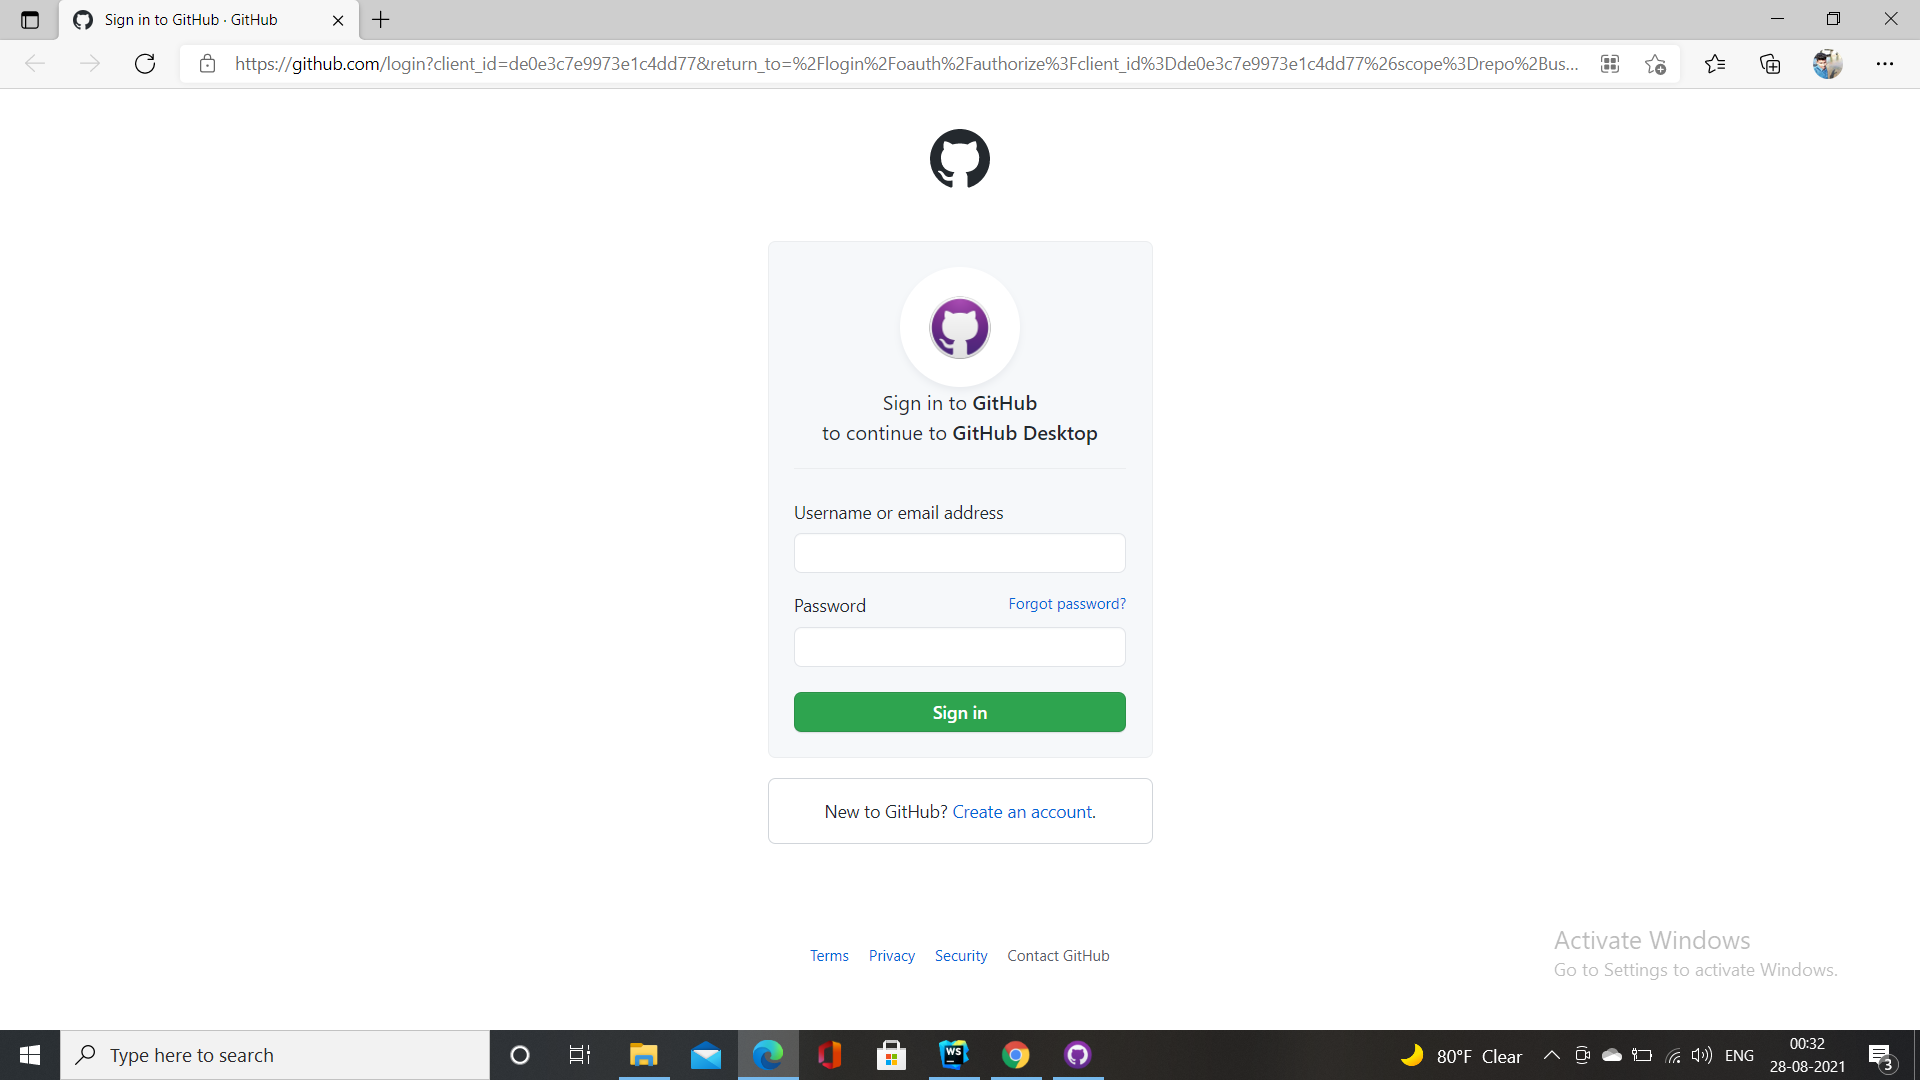 Sign in to GitHub · GitHub
https://github.com/login?client_id=de0e3c7e9973e1c4dd77&return_to=%2Flogin%2Foauth%2Fauthorize%3Fclient_id%3Dde0e3c7e9973e1c4dd77%26scope%3Drepo%2Bus...
Sign in to GitHub
to continue to GitHub Desktop
Username or email address
Password
Forgot password?
Sign in
New to GitHub? Create an account.
Terms Privacy Security Contact GitHub
Activate Windows
Go to Settings to activate Windows.
Type here to search
WS
80°F Clear
ENG
00:32
28-08-2021
3